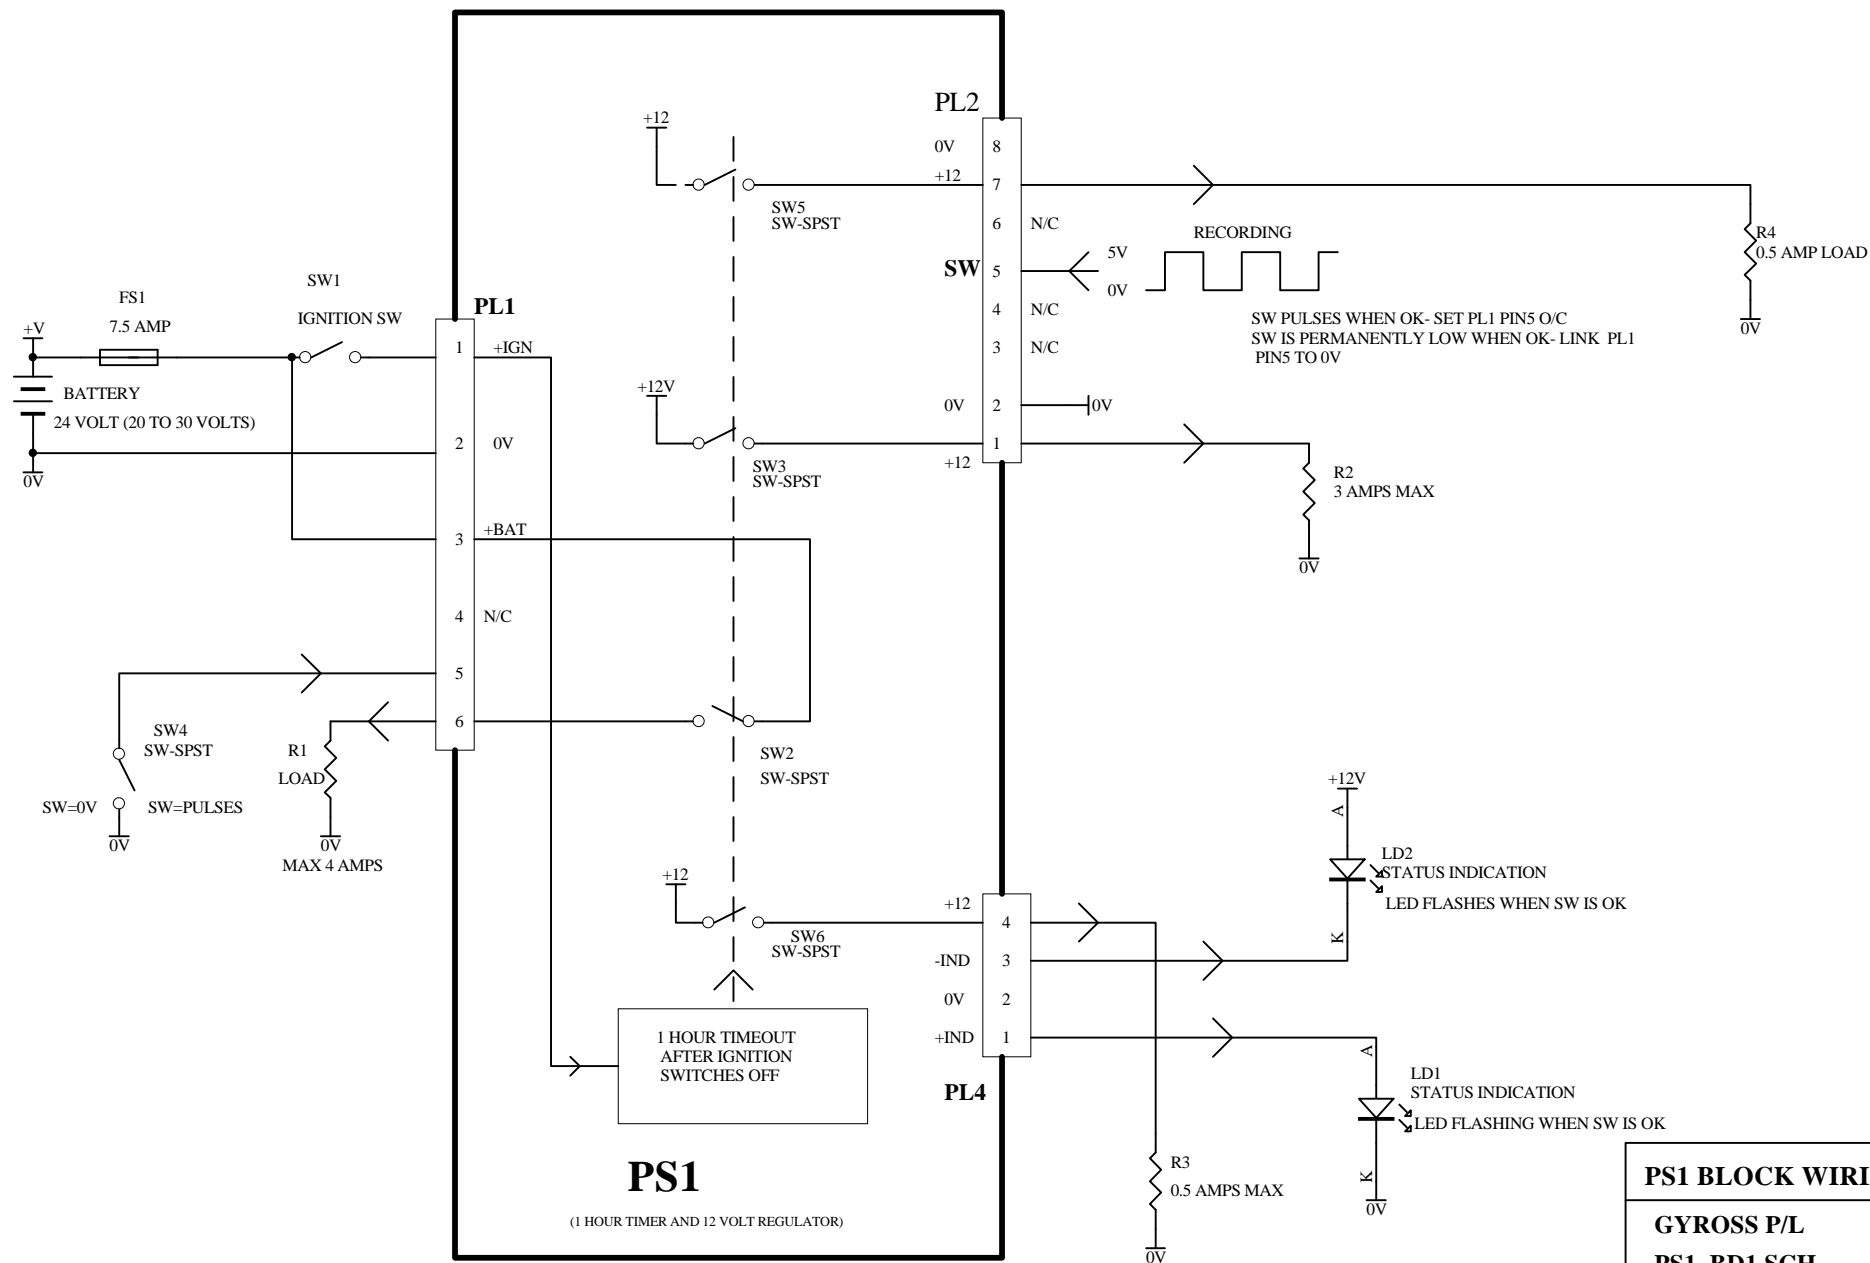 PL2
+12
0V
8
+12
7
SW5
SW-SPST
6
N/C
RECORDING
R4
0.5 AMP LOAD
0V
5V
SW
5
0V
4
N/C
3
N/C
SW PULSES WHEN OK- SET PL1 PIN5 O/C
SW IS PERMANENTLY LOW WHEN OK- LINK PL1
PIN5 TO 0V
SW1
FS1
IGNITION SW
PL1
7.5 AMP
+V
1
+IGN
BATTERY
24 VOLT (20 TO 30 VOLTS)
0V
2
0V
+12V
0V
2
0V
1
+12
SW3
SW-SPST
R2
3 AMPS MAX
0V
3
+BAT
4
N/C
5
6
SW4
SW-SPST
R1
LOAD
SW=0V
SW=PULSES
0V
0V
MAX 4 AMPS
SW2
SW-SPST
+12V
A
LD2
STATUS INDICATION
LED FLASHES WHEN SW IS OK
K
+12
+12
4
SW6
SW-SPST
-IND
3
0V
2
+IND
1
PL4
1 HOUR TIMEOUT
AFTER IGNITION
SWITCHES OFF
A
LD1
STATUS INDICATION
LED FLASHING WHEN SW IS OK
K
0V
R3
0.5 AMPS MAX
0V
PS1
(1 HOUR TIMER AND 12 VOLT REGULATOR)
PS1 BLOCK WIRI
GYROSS P/L
PS1_BD1.SCH